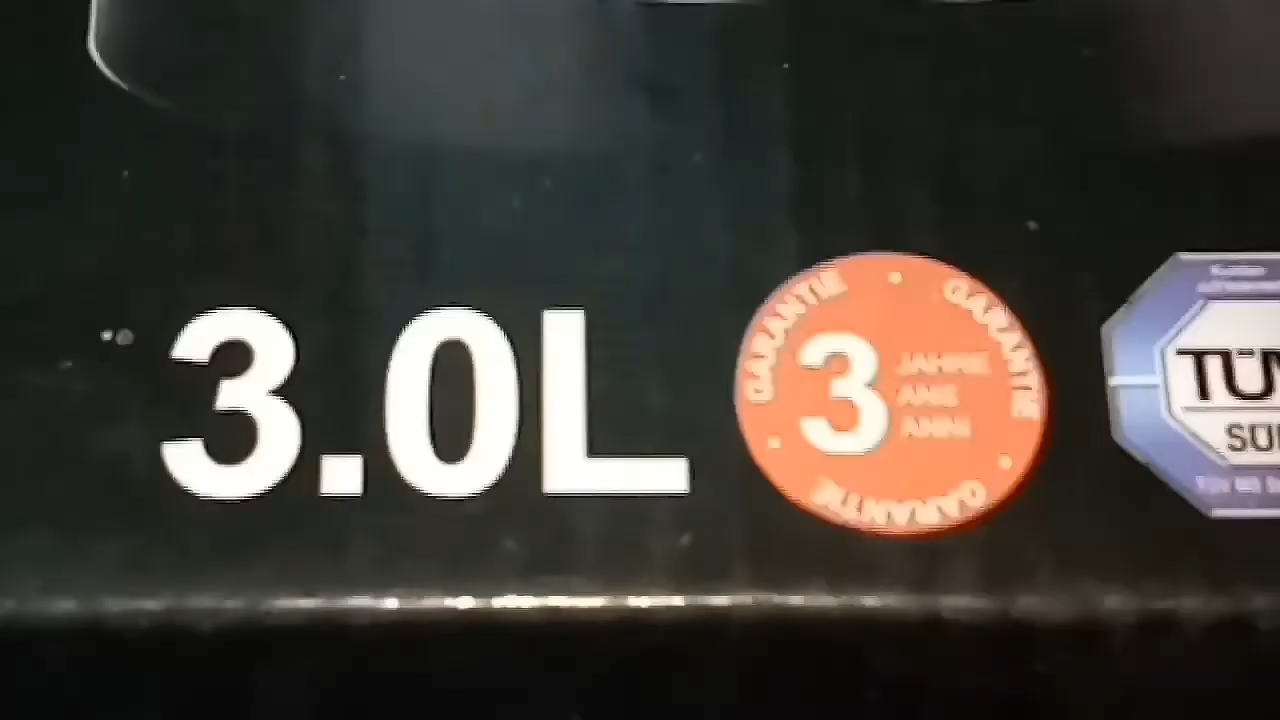 3.0L
GARANTIE
GARANTIE
3
JAHRE
ANS
ANNI
GARANTIE
TÜV
SÜD